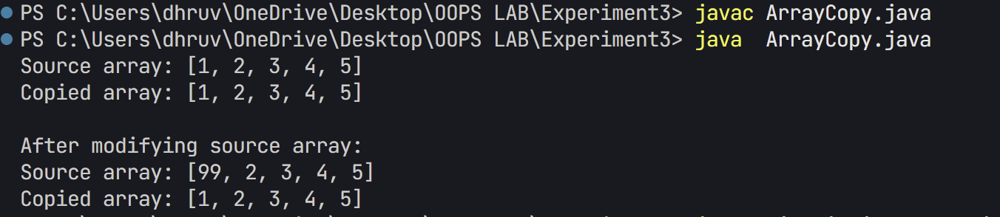 PS C:\Users\dhruv\OneDrive\Desktop\OOPS LAB\Experiment3> javac ArrayCopy.java
PS C:\Users\dhruv\OneDrive\Desktop\OOPS LAB\Experiment3> java  ArrayCopy.java
Source array: [1, 2, 3, 4, 5]
Copied array: [1, 2, 3, 4, 5]
After modifying source array:
Source array: [99, 2, 3, 4, 5]
Copied array: [1, 2, 3, 4, 5]